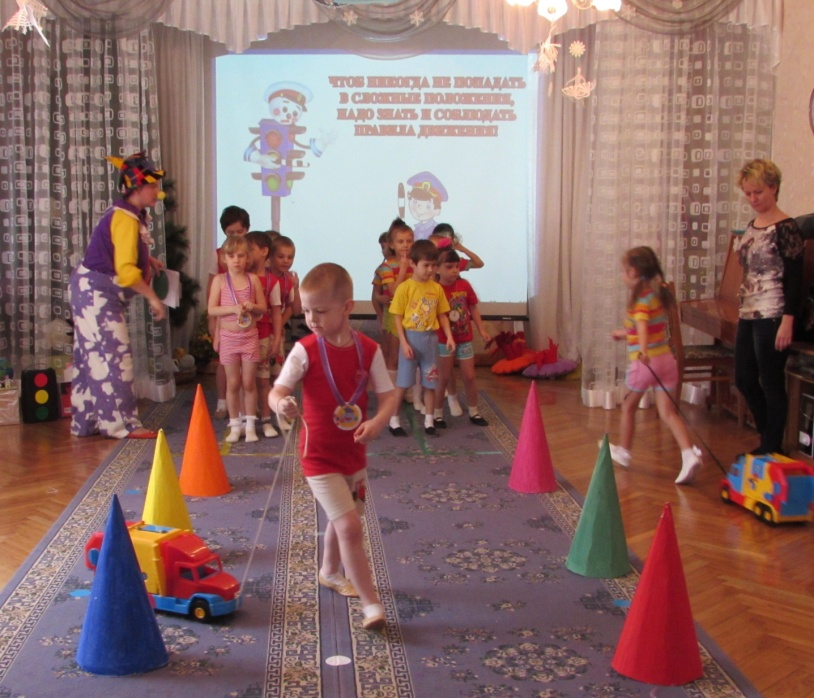 ЧТОБ НИКОГДА НЕ ПОПАДАТЬ
В СЛОЖНЫЕ ПОЛОЖЕНИЯ,
НАДО ЗНАТЬ И СОБЛЮДАТЬ
ПРАВИЛА ДВИЖЕНИЯ!